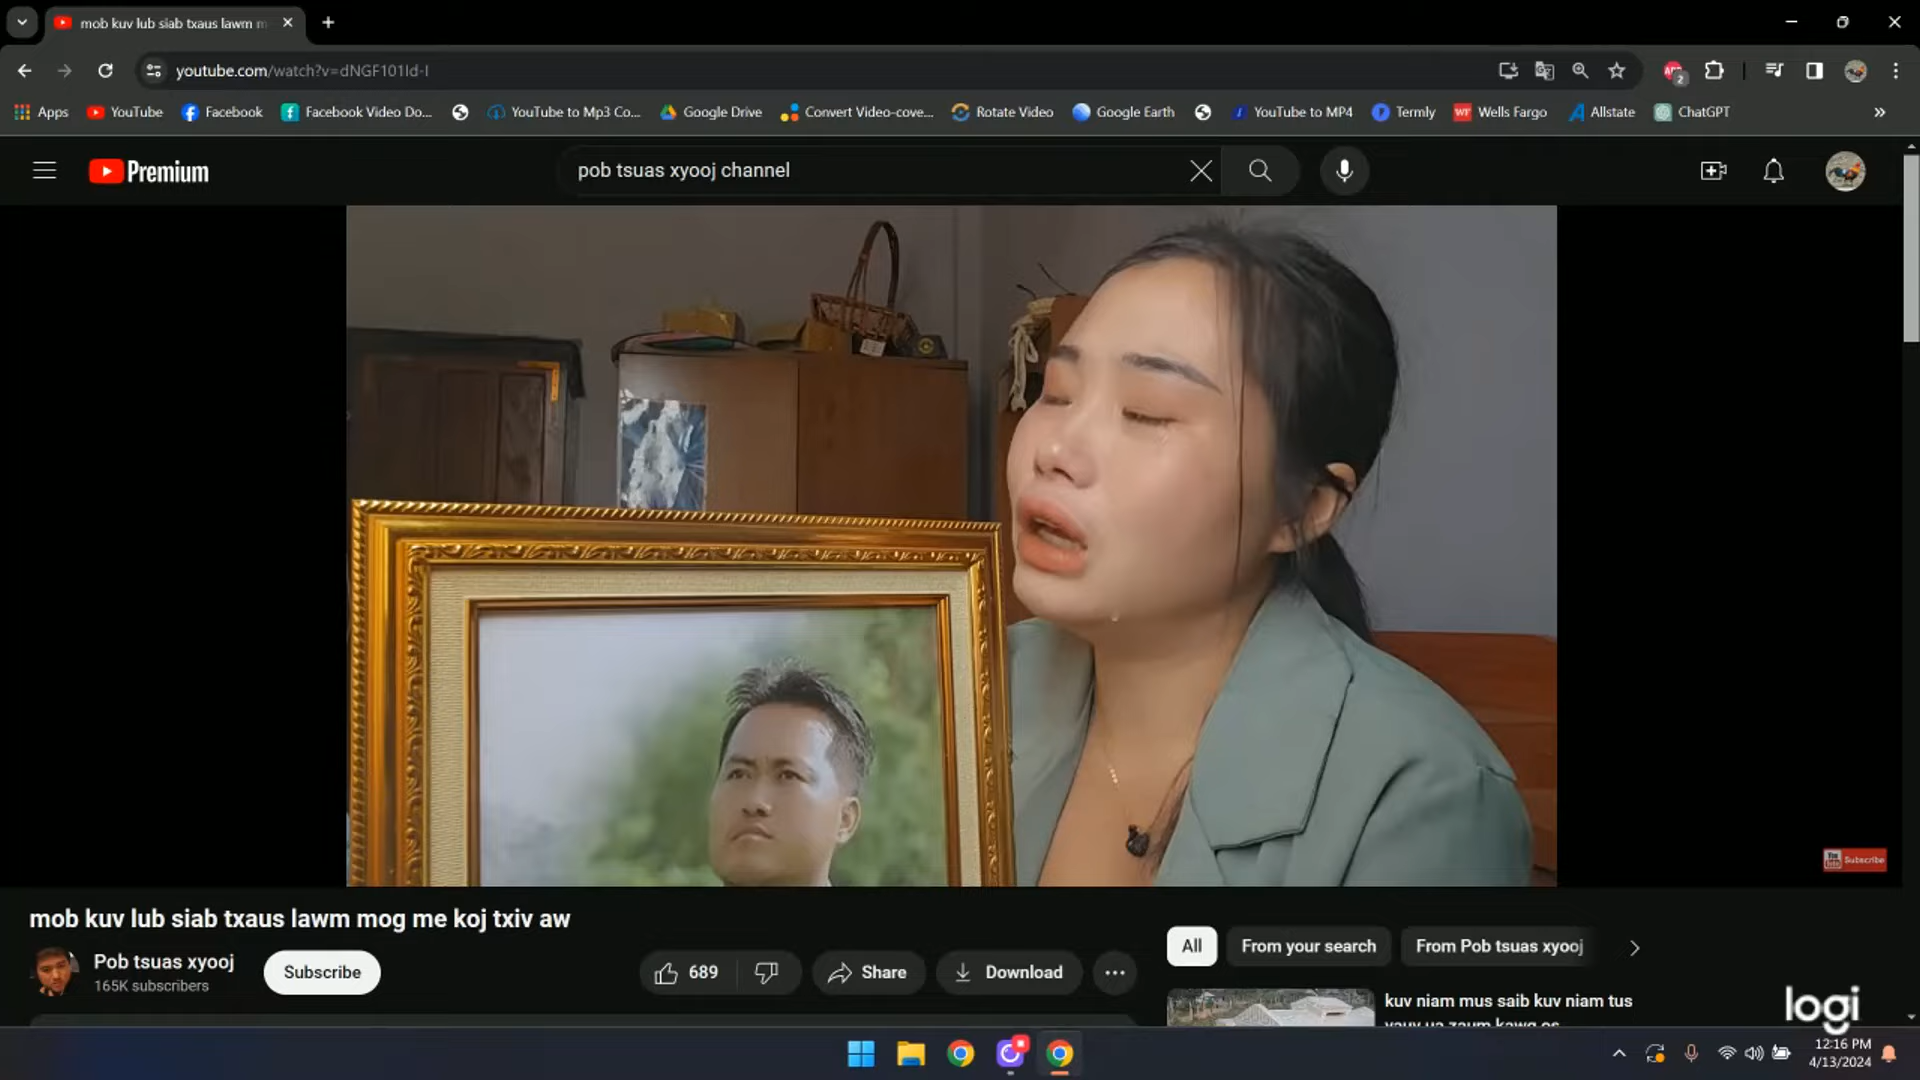 mob kuv lub siab txaus lawm m
youtube.com/watch?v=dNGF101Id-I
Apps YouTube Facebook Facebook Video Do... YouTube to Mp3 Co... Google Drive Convert Video-cove... Rotate Video Google Earth YouTube to MP4 Termly Wells Fargo Allstate ChatGPT
Premium pob tsuas xyooj channel
Subscribe
mob kuv lub siab txaus lawm mog me koj txiv aw
All From your search From Pob tsuas xyooj
Pob tsuas xyooj
165K subscribers
Subscribe 689 Share Download
kuv niam mus saib kuv niam tus
logi
12:16 PM
4/13/2024